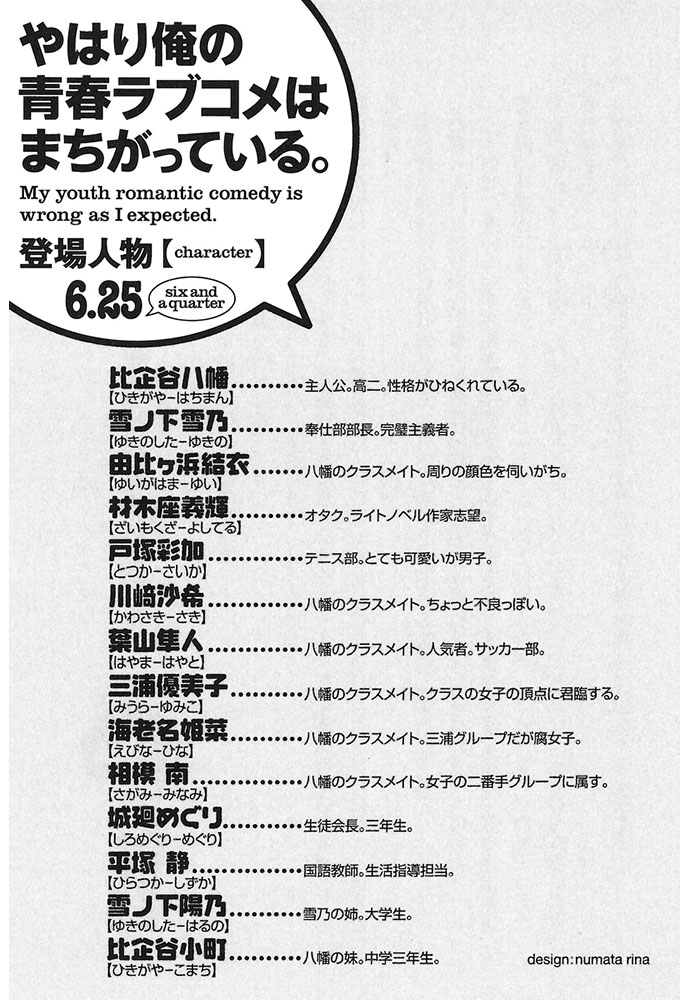 やはり俺の
青春ラブコメは
まちがっている。
My youth romantic comedy is
wrong as I expected.
登場人物【character】
6.25 six and
a quarter
比企谷八幡..........主人公。高二。性格がひねくれている。
【ひきがや−はちまん】
雪ノ下雪乃..........奉仕部部長。完璧主義者。
【ゆきのした−ゆきの】
由比ヶ浜結衣.......八幡のクラスメイト。周りの顔色を伺いがち。
【ゆいがはま−ゆい】
材木座義輝..........オタク。ライトノベル作家志望。
【ざいもくざ−よしてる】
戸塚彩加.............テニス部。とても可愛いが男子。
【とつか−さいか】
川﨑沙希.............八幡のクラスメイト。ちょっと不良っぽい。
【かわさき−さき】
葉山隼人.............八幡のクラスメイト。人気者。サッカー部。
【はやま−はやと】
三浦優美子..........八幡のクラスメイト。クラスの女子の頂点に君臨する。
【みうら−ゆみこ】
海老名姫菜..........八幡のクラスメイト。三浦グループだが腐女子。
【えびな−ひな】
相模 南................八幡のクラスメイト。女子の二番手グループに属す。
【さがみ−みなみ】
城廻めぐり...........生徒会長。三年生。
【しろめぐり−めぐり】
平塚 静................国語教師。生活指導担当。
【ひらつか−しずか】
雪ノ下陽乃..........雪乃の姉。大学生。
【ゆきのした−はるの】
比企谷小町..........八幡の妹。中学三年生。
【ひきがや−こまち】
design:numata rina